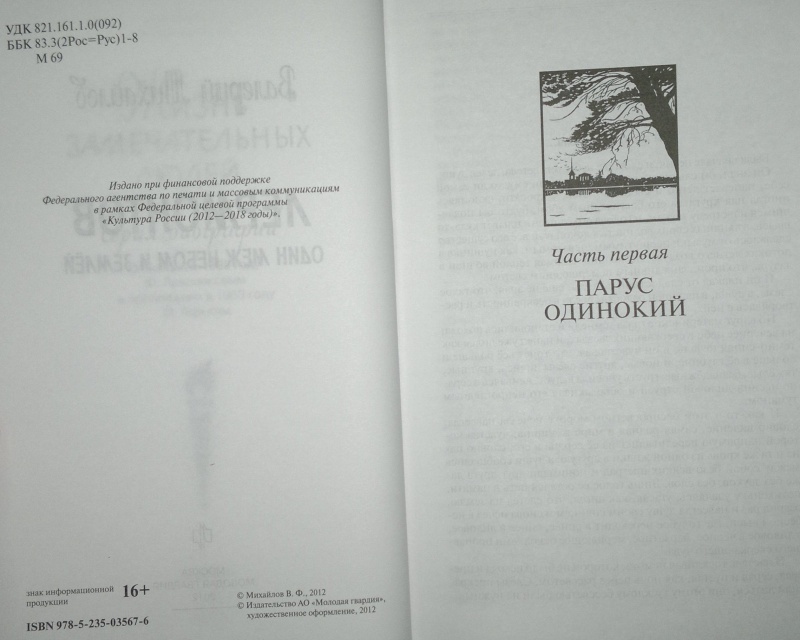 УДК 821.161.1.0(092)
ББК 83.3(2Рос=Рус)1-8
М 69
Издано при финансовой поддержке
Федерального агентства по печати и массовым коммуникациям
в рамках Федеральной целевой программы
«Культура России (2012—2018 годы)».
знак информационной
продукции
16+
ISBN 978-5-235-03567-6
© Михайлов В. Ф., 2012
© Издательство АО «Молодая гвардия»,
художественное оформление, 2012
Часть первая
ПАРУС
ОДИНОКИЙ